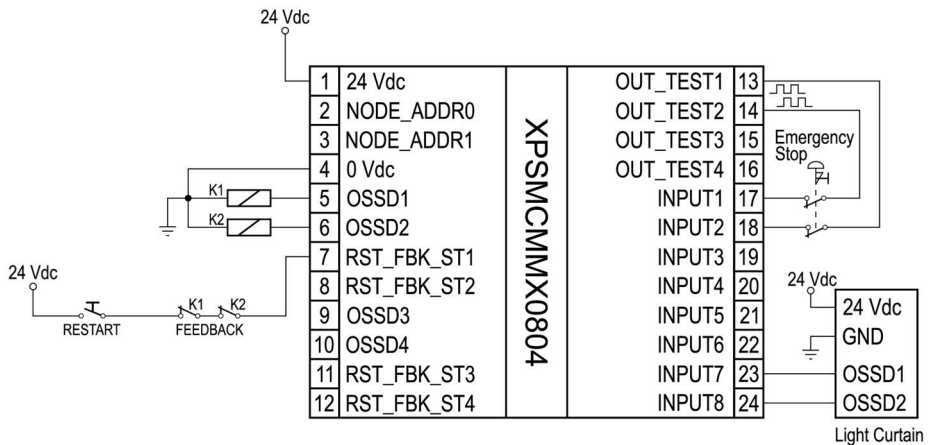 24 Vdc
1 24 Vdc OUT_TEST1 13
2 NODE_ADDR0 OUT_TEST2 14
3 NODE_ADDR1 OUT_TEST3 15
Emergency
Stop
4 0 Vdc OUT_TEST4 16
K1 5 OSSD1 INPUT1 17
K2 6 OSSD2 INPUT2 18
7 RST_FBK_ST1 INPUT3 19
XPSMCMMX0804
24 Vdc
8 RST_FBK_ST2 INPUT4 20
24 Vdc
K1 K2
RESTART FEEDBACK
9 OSSD3 INPUT5 21
24 Vdc
10 OSSD4 INPUT6 22
GND
11 RST_FBK_ST3 INPUT7 23
OSSD1
12 RST_FBK_ST4 INPUT8 24
OSSD2
Light Curtain